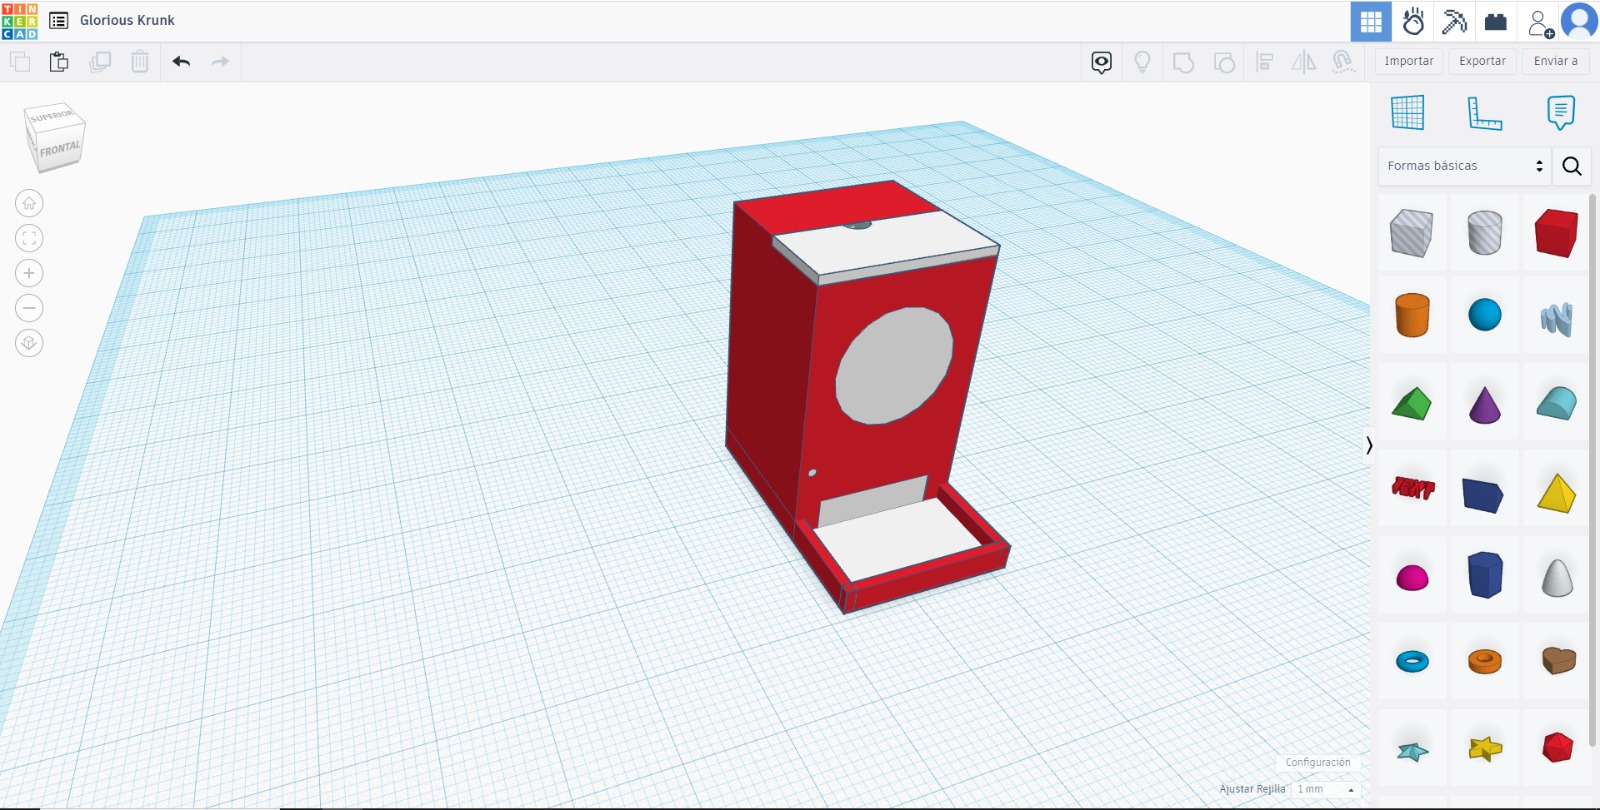 TIN
KER
CAD
Glorious Krunk
Importar
Exportar
Enviar a
SUPERIOR
FRONTAL
Formas básicas
TEXT
Configuración
Ajustar Rejilla
1 mm